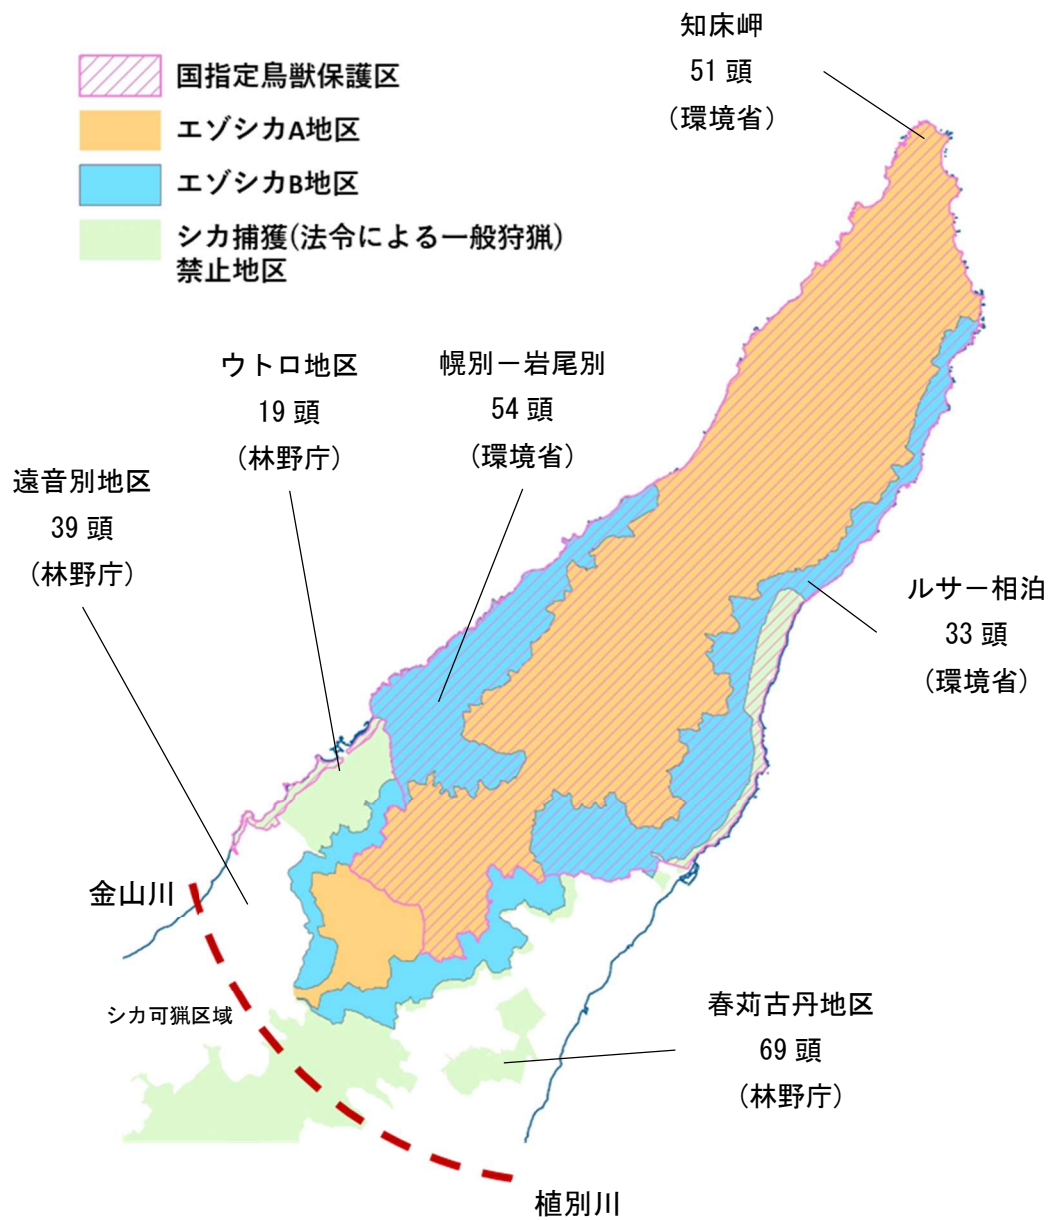 知床岬
51 頭
（環境省）
国指定鳥獣保護区
エゾシカA地区
エゾシカB地区
シカ捕獲(法令による一般狩猟)
禁止地区
ウトロ地区
19 頭
（林野庁）
幌別－岩尾別
54 頭
（環境省）
遠音別地区
39 頭
（林野庁）
ルサー相泊
33 頭
（環境省）
金山川
シカ可猟区域
春苅古丹地区
69 頭
（林野庁）
植別川